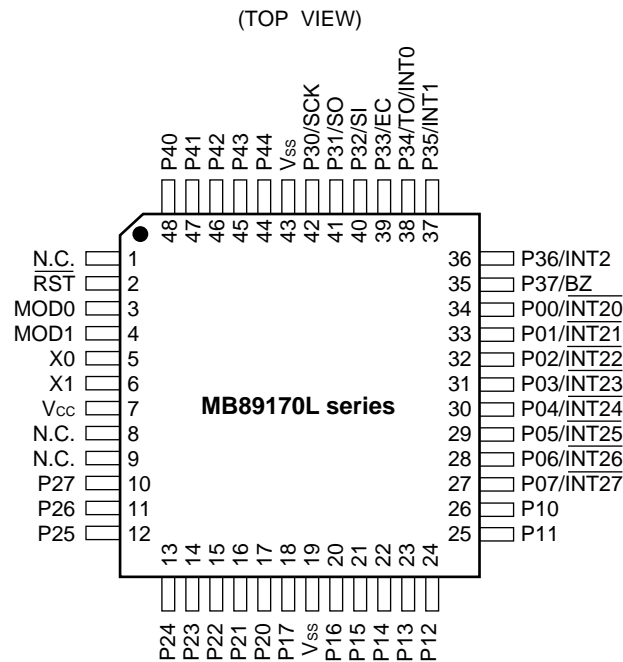 (TOP VIEW)
P40
P41
P42
P43
P44
Vss
P30/SCK
P31/SO
P32/SI
P33/EC
P34/TO/INT0
P35/INT1
48
47
46
45
44
43
42
41
40
39
38
37
N.C. 1
RST 2
MOD0 3
MOD1 4
X0 5
X1 6
Vcc 7
N.C. 8
N.C. 9
P27 10
P26 11
P25 12
MB89170L series
36 P36/INT2
35 P37/BZ
34 P00/INT20
33 P01/INT21
32 P02/INT22
31 P03/INT23
30 P04/INT24
29 P05/INT25
28 P06/INT26
27 P07/INT27
26 P10
25 P11
13
14
15
16
17
18
19
20
21
22
23
24
P24
P23
P22
P21
P20
P17
Vss
P16
P15
P14
P13
P12